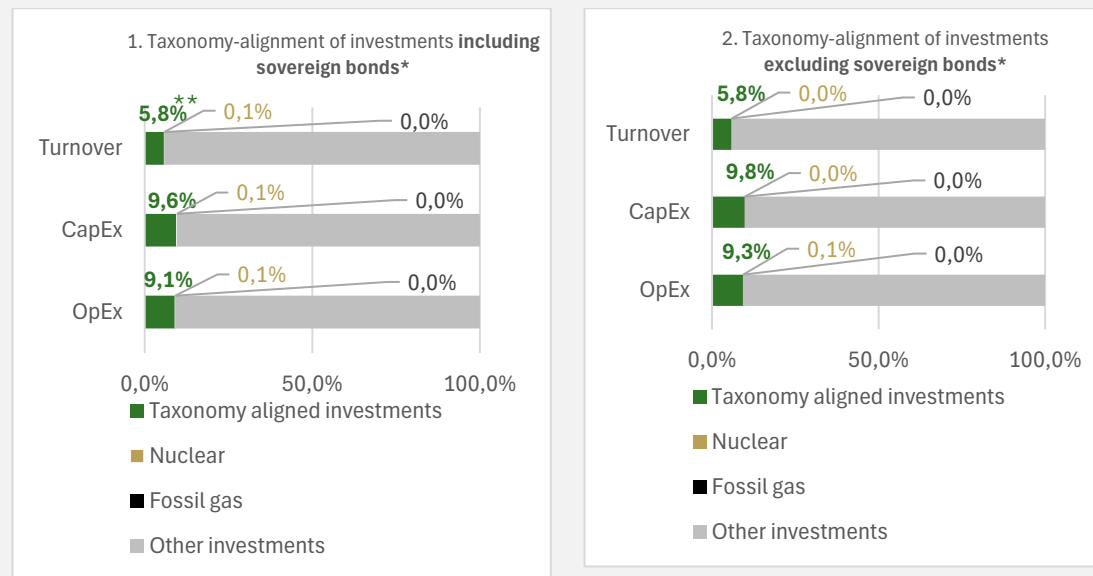 1. Taxonomy-alignment of investments including
sovereign bonds*
5,8%** 0,1% 0,0%
Turnover
9,6% 0,1% 0,0%
CapEx
9,1% 0,1% 0,0%
OpEx
0,0% 50,0% 100,0%
Taxonomy aligned investments
Nuclear
Fossil gas
Other investments
2. Taxonomy-alignment of investments
excluding sovereign bonds*
5,8% 0,0% 0,0%
Turnover
9,8% 0,0% 0,0%
CapEx
9,3% 0,1% 0,0%
OpEx
0,0% 50,0% 100,0%
Taxonomy aligned investments
Nuclear
Fossil gas
Other investments